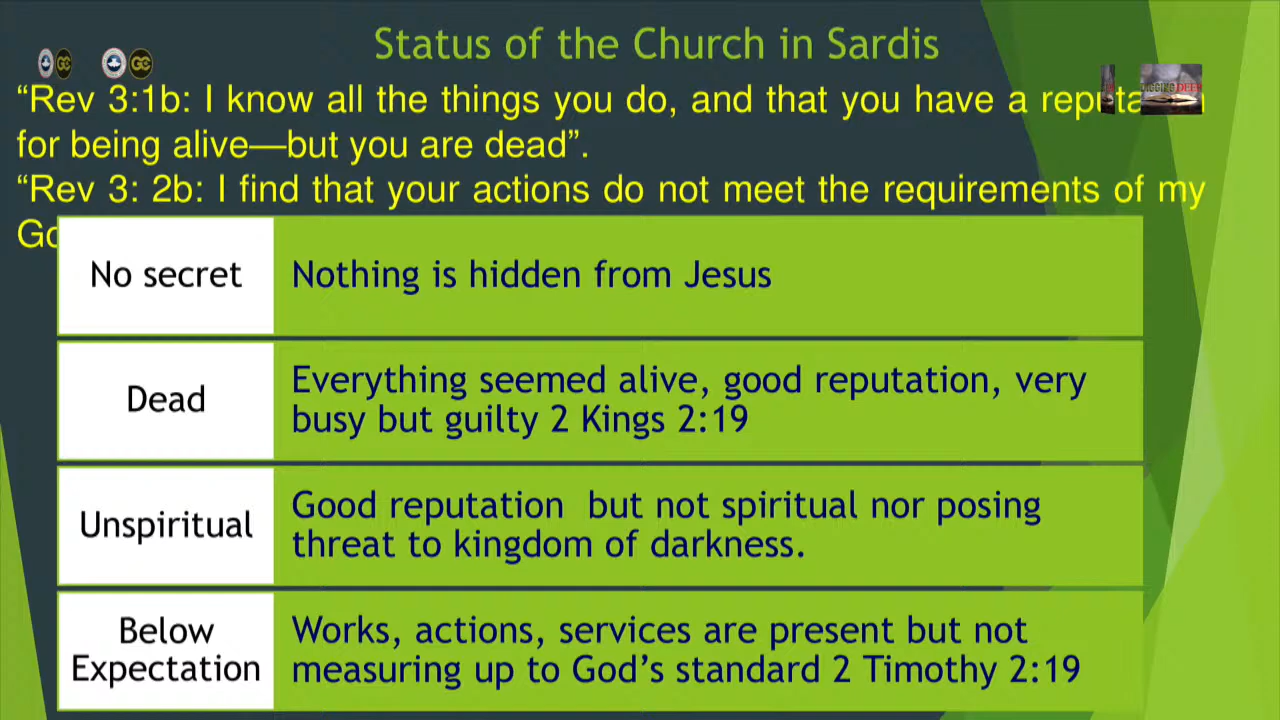 Status of the Church in Sardis
“Rev 3:1b: I know all the things you do, and that you have a
for being alive—but you are dead”.
“Rev 3: 2b: I find that your actions do not meet the requirements of my
No secret
Nothing is hidden from Jesus
Dead
Everything seemed alive, good reputation, very
busy but guilty 2 Kings 2:19
Unspiritual
Good reputation but not spiritual nor posing
threat to kingdom of darkness.
Below
Expectation
Works, actions, services are present but not
measuring up to God’s standard 2 Timothy 2:19